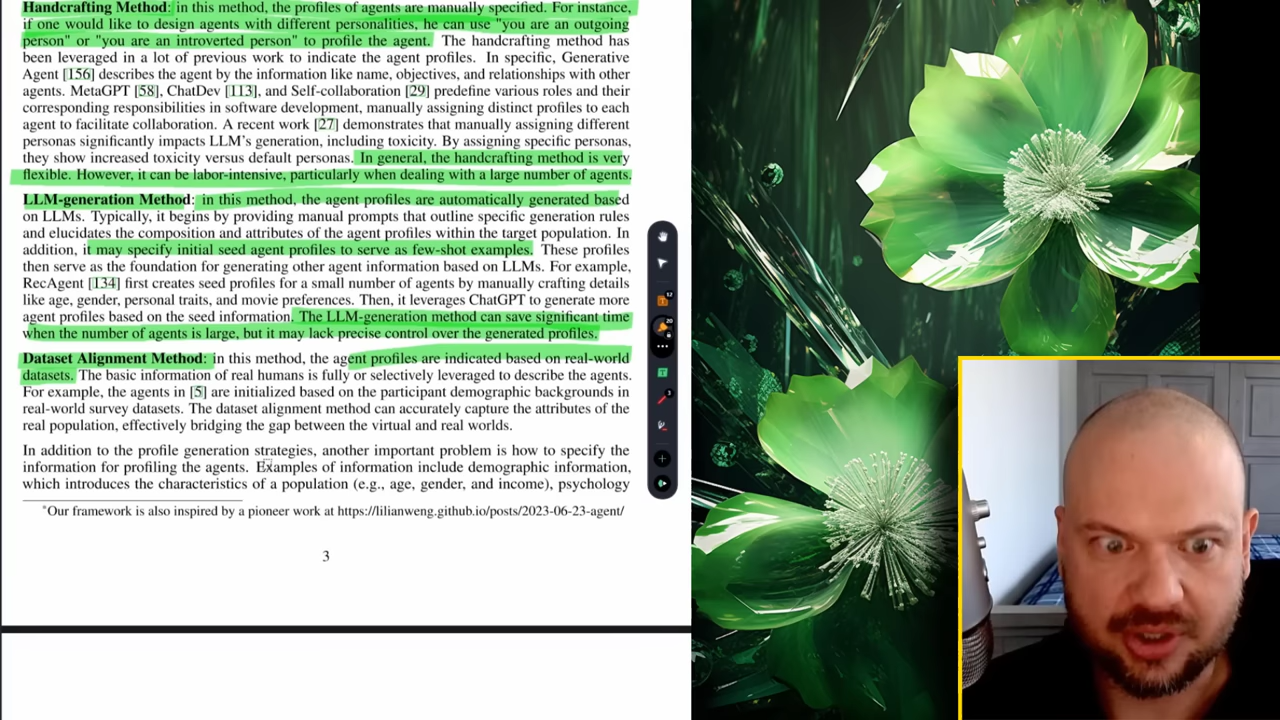 Handcrafting Method: in this method, the profiles of agents are manually specified. For instance,
if one would like to design agents with different personalities, he can use "you are an outgoing
person" or "you are an introverted person" to profile the agent. The handcrafting method has
been leveraged in a lot of previous work to indicate the agent profiles. In specific, Generative
Agent [156] describes the agent by the information like name, objectives, and relationships with other
agents. MetaGPT [58], ChatDev [113], and Self-collaboration [29] predefine various roles and their
corresponding responsibilities in software development, manually assigning distinct profiles to each
agent to facilitate collaboration. A recent work [27] demonstrates that manually assigning different
personas significantly impacts LLM's generation, including toxicity. By assigning specific personas,
they show increased toxicity versus default personas. In general, the handcrafting method is very
flexible. However, it can be labor-intensive, particularly when dealing with a large number of agents.
LLM-generation Method: in this method, the agent profiles are automatically generated based
on LLMs. Typically, it begins by providing manual prompts that outline specific generation rules
and elucidates the composition and attributes of the agent profiles within the target population. In
addition, it may specify initial seed agent profiles to serve as few-shot examples. These profiles
then serve as the foundation for generating other agent information based on LLMs. For example,
RecAgent [134] first creates seed profiles for a small number of agents by manually crafting details
like age, gender, personal traits, and movie preferences. Then, it leverages ChatGPT to generate more
agent profiles based on the seed information. The LLM-generation method can save significant time
when the number of agents is large, but it may lack precise control over the generated profiles.
Dataset Alignment Method: in this method, the agent profiles are indicated based on real-world
datasets. The basic information of real humans is fully or selectively leveraged to describe the agents.
For example, the agents in [5] are initialized based on the participant demographic backgrounds in
real-world survey datasets. The dataset alignment method can accurately capture the attributes of the
real population, effectively bridging the gap between the virtual and real worlds.
In addition to the profile generation strategies, another important problem is how to specify the
information for profiling the agents. Examples of information include demographic information,
which introduces the characteristics of a population (e.g., age, gender, and income), psychology
*Our framework is also inspired by a pioneer work at https://lilianweng.github.io/posts/2023-06-23-agent/
3